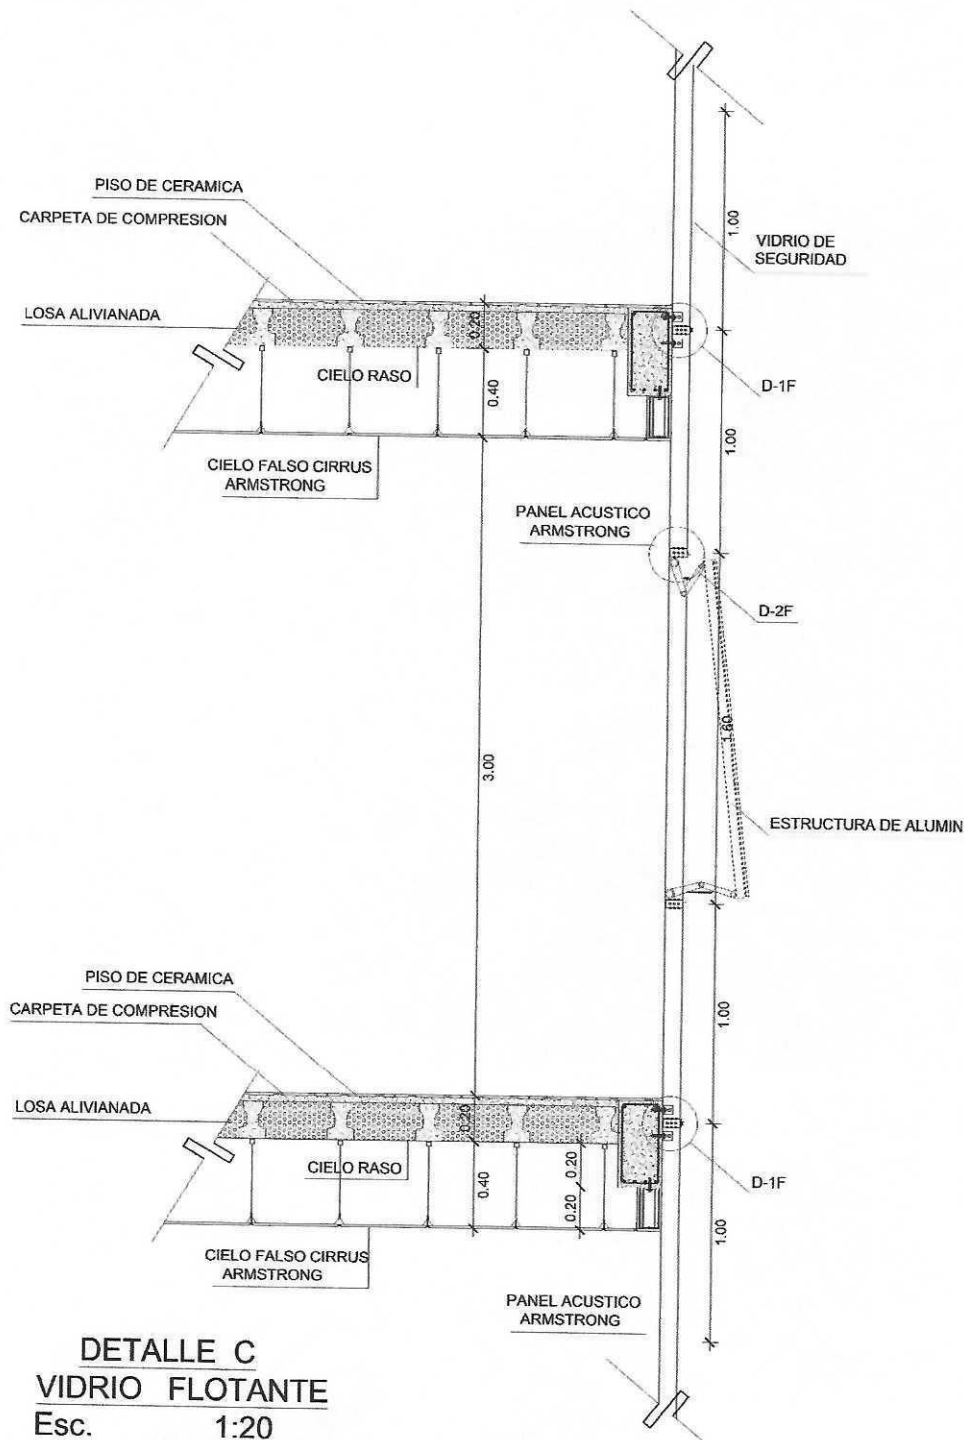 1.00
PISO DE CERAMICA
CARPETA DE COMPRESION
VIDRIO DE
SEGURIDAD
LOSA ALIVIANADA
0.20
CIELO RASO
0.40
D-1F
1.00
CIELO FALSO CIRRUS
ARMSTRONG
PANEL ACUSTICO
ARMSTRONG
D-2F
1.60
3.00
ESTRUCTURA DE ALUMIN
PISO DE CERAMICA
CARPETA DE COMPRESION
1.00
LOSA ALIVIANADA
0.20
CIELO RASO
0.40
0.20
0.20
D-1F
1.00
CIELO FALSO CIRRUS
ARMSTRONG
PANEL ACUSTICO
ARMSTRONG
DETALLE C
VIDRIO FLOTANTE
Esc. 1:20